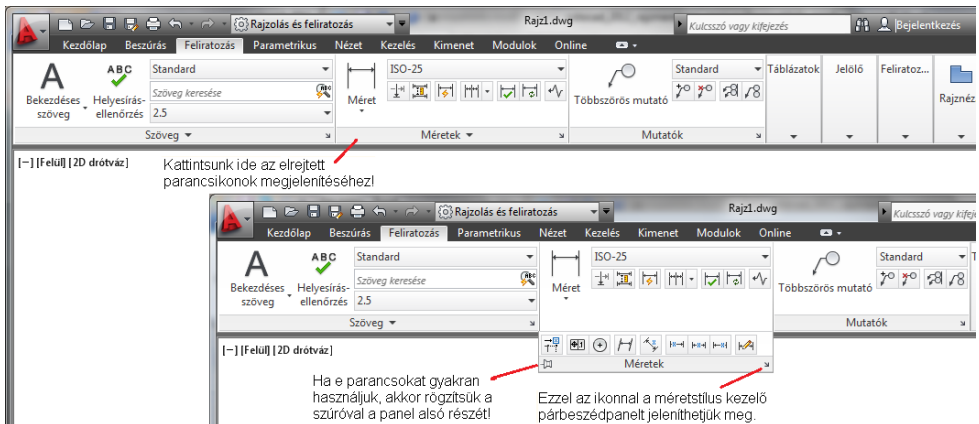 Rajzolás és feliratozás
Rajz1.dwg
Kulcsszó vagy kifejezés
Bejelentkezés
Kezdőlap Beszúrás Feliratozás Parametrikus Nézet Kezelés Kimenet Modulok Online
A
ABC
Standard
ISO-25
Standard
Táblázatok
Jelölő
Feliratoz...
Szöveg keresése
Bekezdéses szöveg
Helyesírás-ellenőrzés
2.5
Méret
Többszörös mutató
Rajznéz
Szöveg
Méretek
Mutatók
[−] [Felül] [2D drótváz]
Kattintsunk ide az elrejtett
parancsikonok megjelenítéséhez!
Rajzolás és feliratozás
Rajz1.dwg
Kulcsszó vagy kifeje
Kezdőlap Beszúrás Feliratozás Parametrikus Nézet Kezelés Kimenet Modulok Online
A
ABC
Standard
ISO-25
Standard
Szöveg keresése
Bekezdéses szöveg
Helyesírás-ellenőrzés
2.5
Méret
Többszörös mutató
Szöveg
Mutatók
[−] [Felül] [2D drótváz]
Méretek
Ha e parancsokat gyakran
használjuk, akkor rögzítsük a
szúróval a panel alsó részét!
Ezzel az ikonnal a méretstílus kezelő
párbeszédpanelt jeleníthetjük meg.